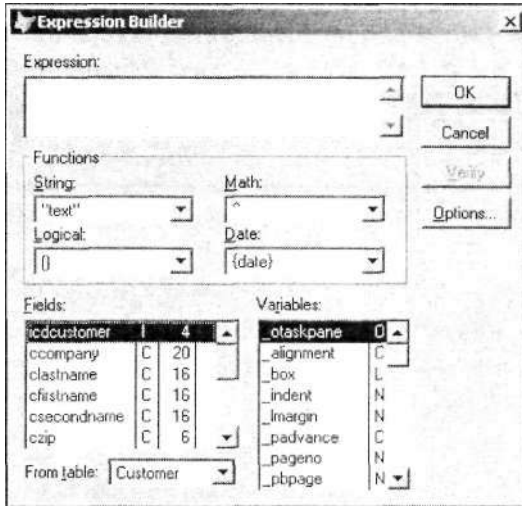 Expression Builder
Expression:
OK
Cancel
Verify
Options...
Functions
String: Math:
"text" ^
Logical: Date:
() {date}
Fields: Variables:
icdcustomer I 4
ccompany C 20
clastname C 16
cfirstname C 16
csecondname C 16
czip C 6
_otaskpane O
_alignment C
_box L
_indent N
_lmargin N
_padvance C
_pageno N
_pbpage N
From table: Customer